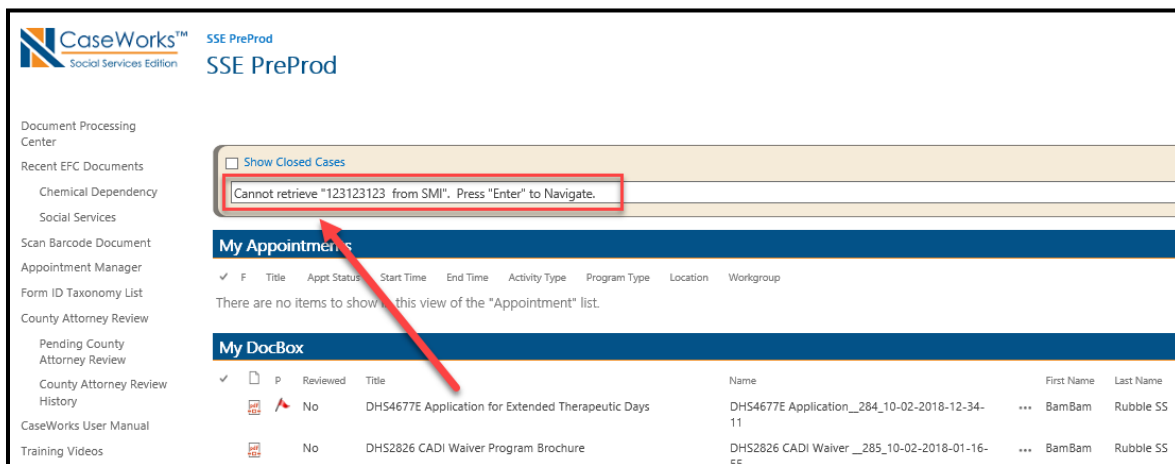 CaseWorks™
Social Services Edition
SSE PreProd
SSE PreProd
Document Processing
Center
Recent EFC Documents
Chemical Dependency
Social Services
Scan Barcode Document
Appointment Manager
Form ID Taxonomy List
County Attorney Review
Pending County
Attorney Review
County Attorney Review
History
CaseWorks User Manual
Training Videos
Show Closed Cases
Cannot retrieve "123123123  from SMI".  Press "Enter" to Navigate.
My Appointments
F Title Appt Status Start Time End Time Activity Type Program Type Location Workgroup
There are no items to show in this view of the "Appointment" list.
My DocBox
P Reviewed Title Name First Name Last Name
No DHS4677E Application for Extended Therapeutic Days DHS4677E Application__284_10-02-2018-12-34- ... BamBam Rubble SS
11
No DHS2826 CADI Waiver Program Brochure DHS2826 CADI Waiver __285_10-02-2018-01-16- ... BamBam Rubble SS
55